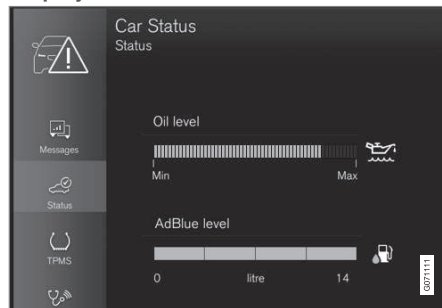 Car Status
Status
Messages
Status
TPMS
Oil level
Min Max
AdBlue level
0 litre 14
G071111